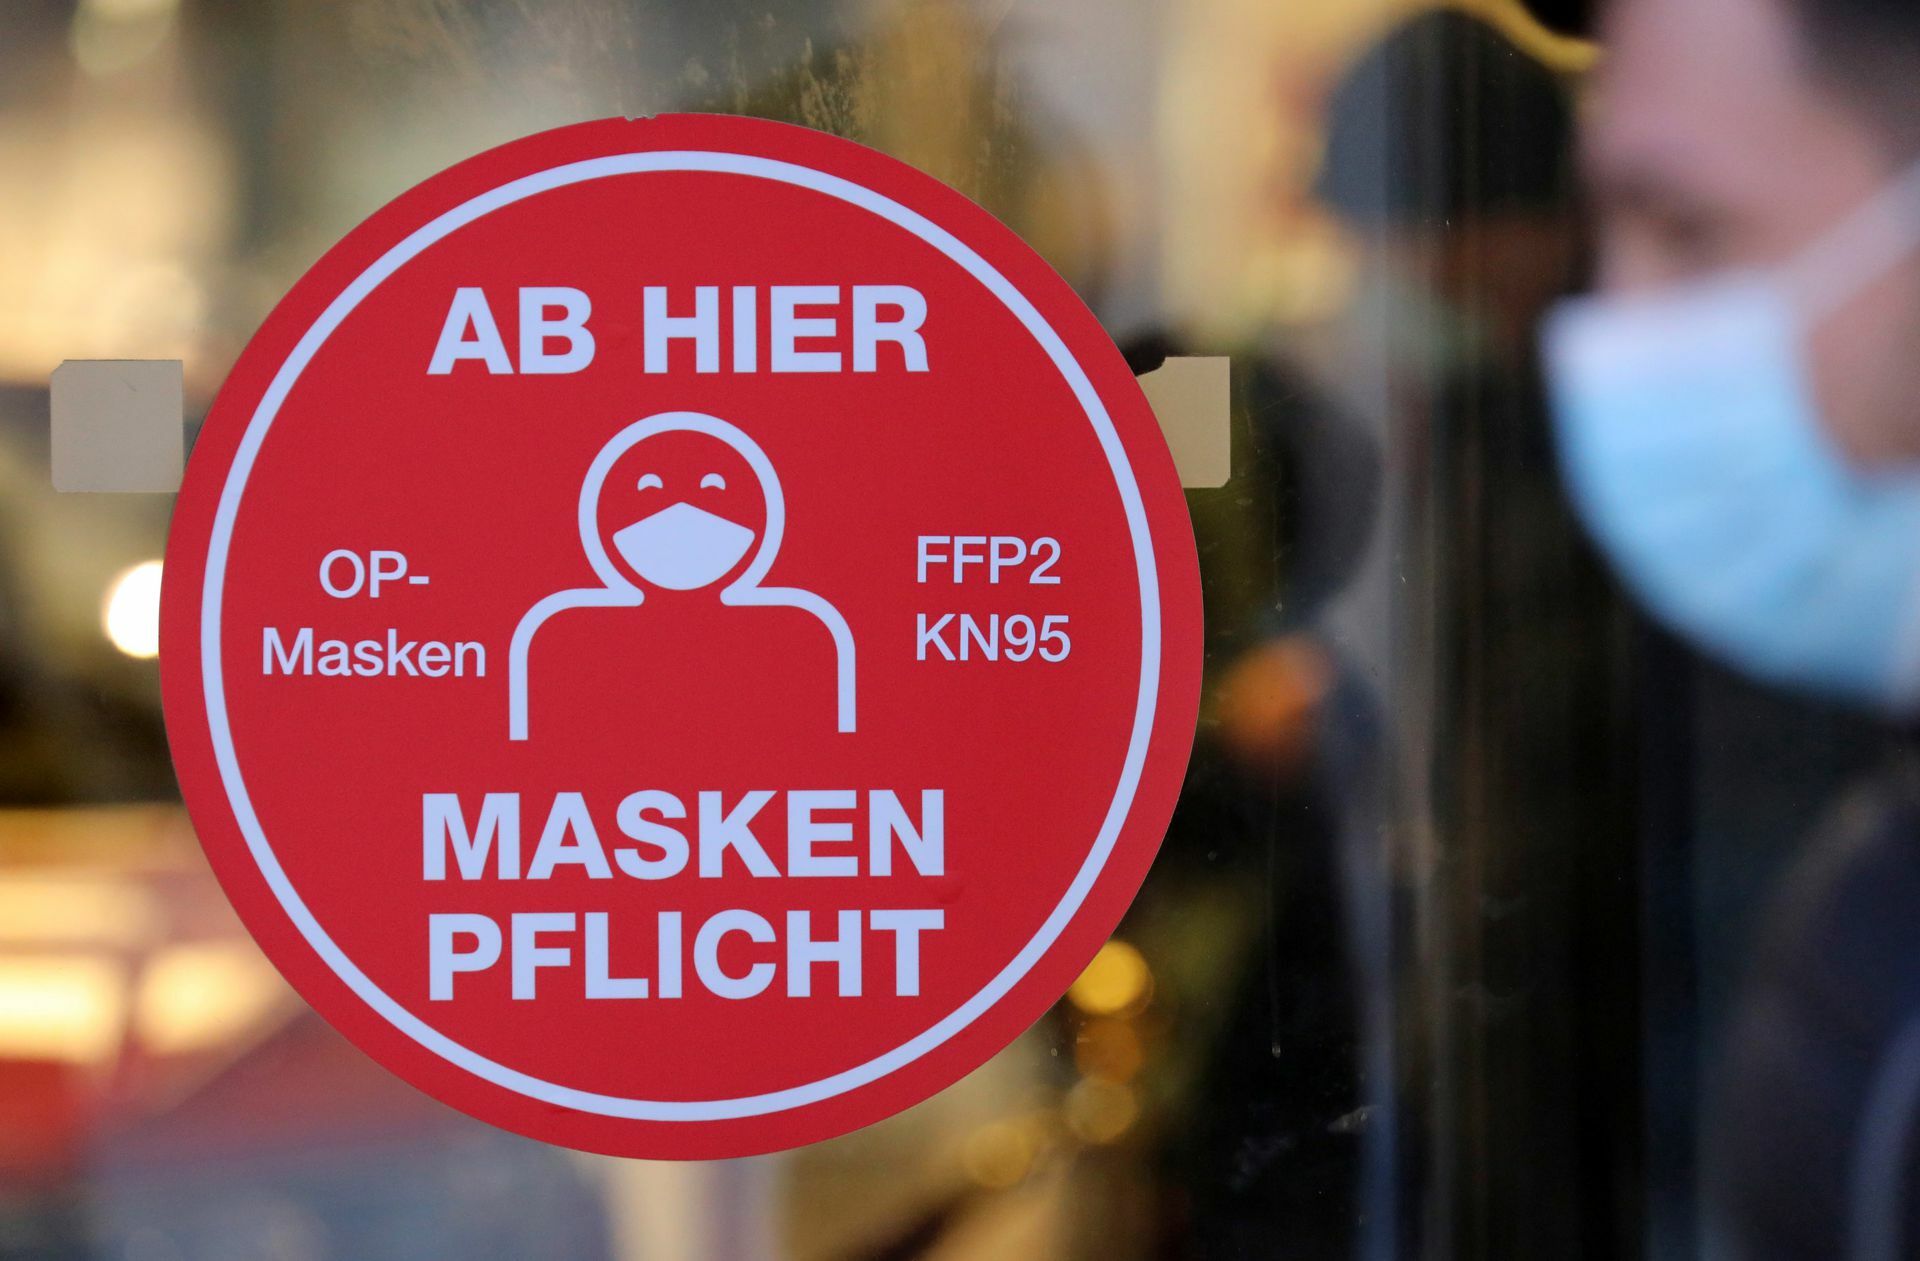 AB HIER
OP-
Masken
FFP2
KN95
MASKEN
PFLICHT